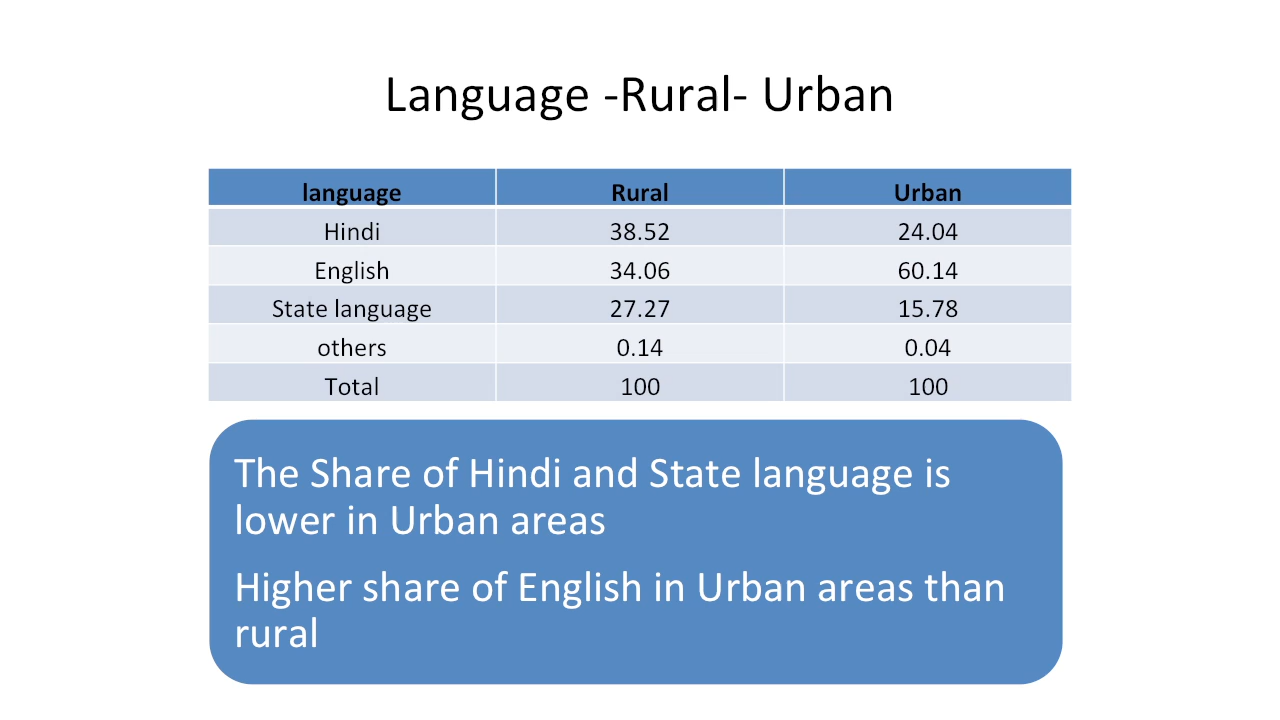 Language -Rural- Urban
language Rural Urban
Hindi 38.52 24.04
English 34.06 60.14
State language 27.27 15.78
others 0.14 0.04
Total 100 100
The Share of Hindi and State language is
lower in Urban areas
Higher share of English in Urban areas than
rural